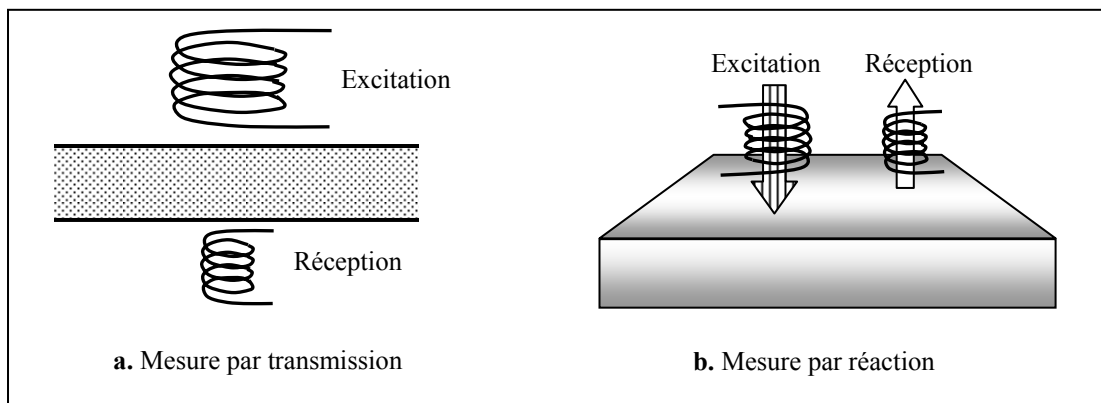 Excitation
Réception
a. Mesure par transmission
Excitation
Réception
b. Mesure par réaction